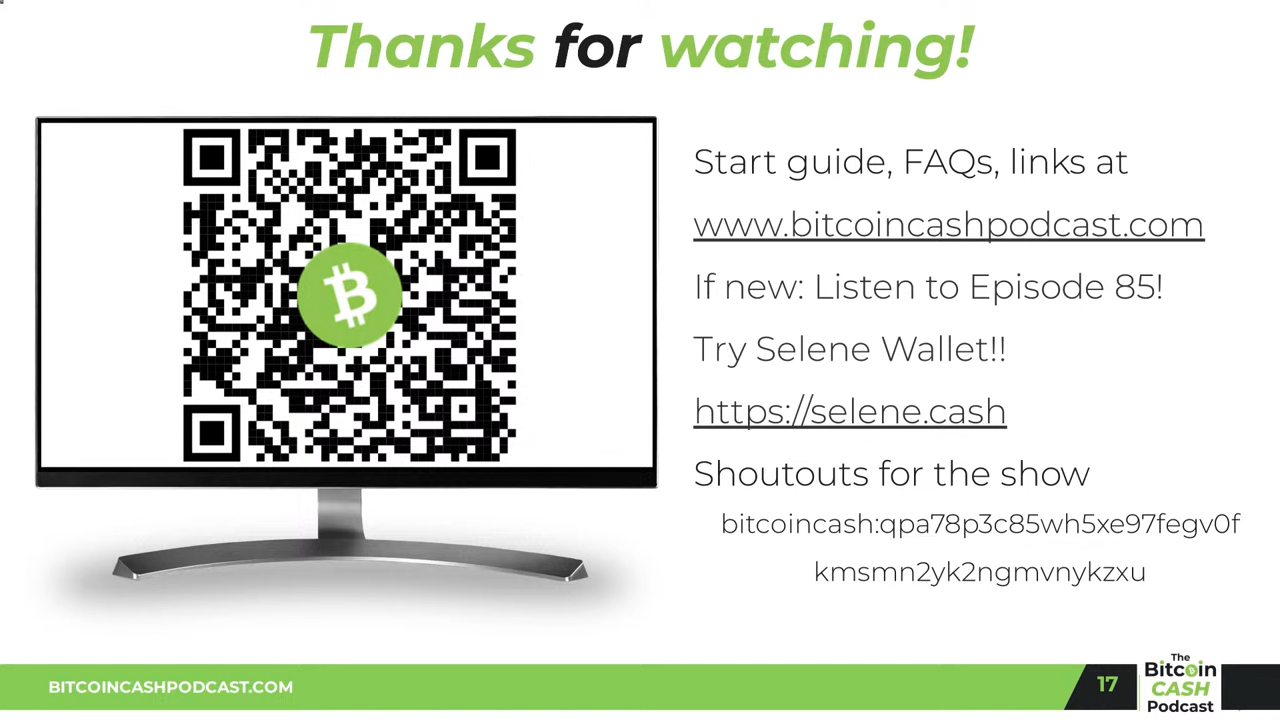 Thanks for watching!
Start guide, FAQs, links at
www.bitcoincashpodcast.com
If new: Listen to Episode 85!
Try Selene Wallet!!
https://selene.cash
Shoutouts for the show
bitcoincash:qpa78p3c85wh5xe97fegv0f
kmsmn2yk2ngmvnykzxu
BITCOINCASHPODCAST.COM
17
The
Bitcoin
CASH
Podcast